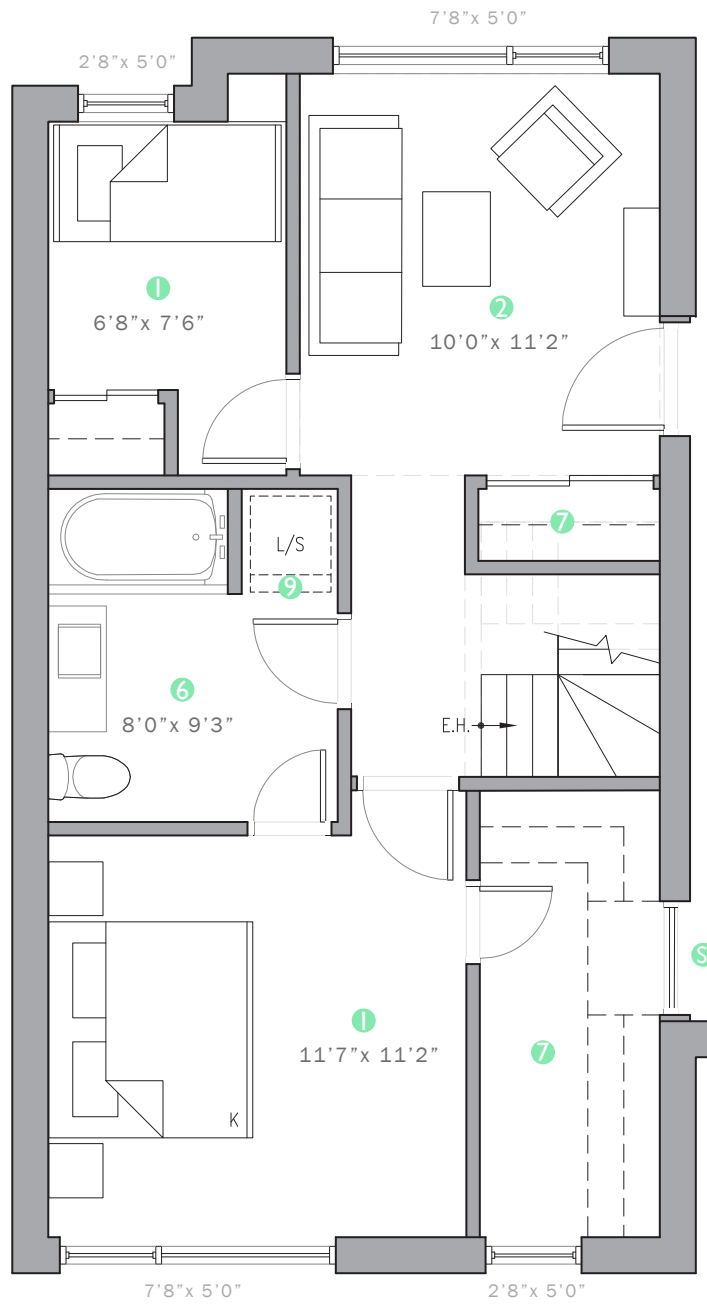 7'8"x 5'0"
2'8"x 5'0"
1
6'8"x 7'6"
2
10'0"x 11'2"
7
L/S
9
6
8'0"x 9'3"
E.H.
S
1
11'7"x 11'2"
7
K
7'8"x 5'0"
2'8"x 5'0"